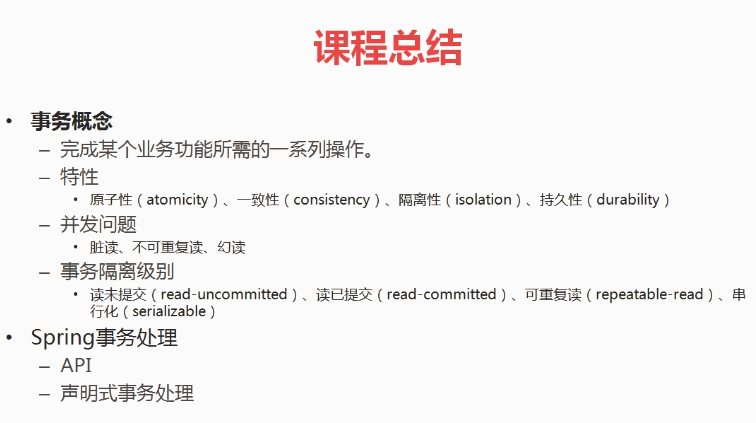 课程总结
• 事务概念
– 完成某个业务功能所需的一系列操作。
– 特性
• 原子性（atomicity）、一致性（consistency）、隔离性（isolation）、持久性（durability）
– 并发问题
• 脏读、不可重复读、幻读
– 事务隔离级别
• 读未提交（read-uncommitted）、读已提交（read-committed）、可重复读（repeatable-read）、串
行化（serializable）
• Spring事务处理
– API
– 声明式事务处理